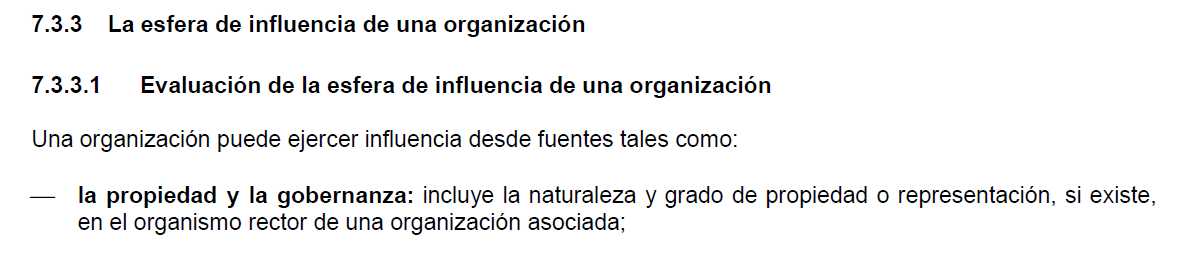 7.3.3 La esfera de influencia de una organización
7.3.3.1 Evaluación de la esfera de influencia de una organización
Una organización puede ejercer influencia desde fuentes tales como:
— la propiedad y la gobernanza: incluye la naturaleza y grado de propiedad o representación, si existe,
en el organismo rector de una organización asociada;